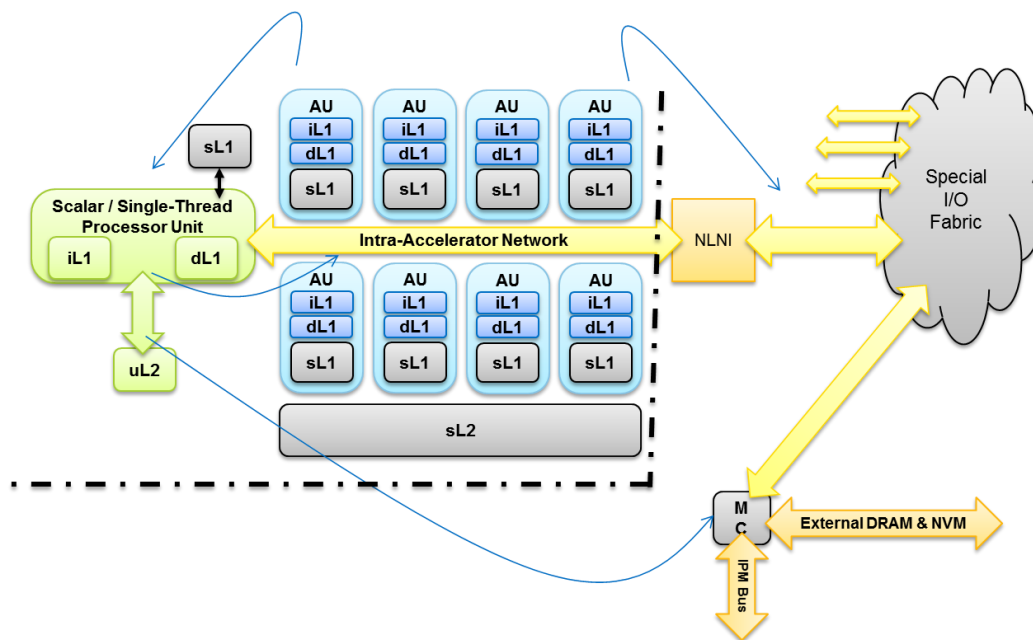 AU
AU
AU
AU
iL1
iL1
iL1
iL1
dL1
dL1
dL1
dL1
sL1
sL1
sL1
sL1
sL1
Scalar / Single-Thread
Processor Unit
iL1
dL1
Intra-Accelerator Network
NLNI
Special
I/O
Fabric
AU
AU
AU
AU
iL1
iL1
iL1
iL1
dL1
dL1
dL1
dL1
sL1
sL1
sL1
sL1
uL2
sL2
M
C
External DRAM & NVM
IPM Bus